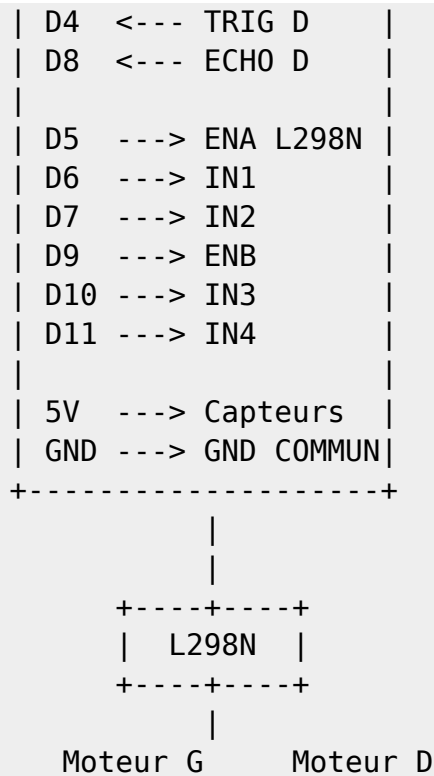 | D4  <--- TRIG D     |
| D8  <--- ECHO D     |
|                     |
| D5  ---> ENA L298N |
| D6  ---> IN1        |
| D7  ---> IN2        |
| D9  ---> ENB        |
| D10 ---> IN3        |
| D11 ---> IN4        |
|                     |
| 5V  ---> Capteurs  |
| GND ---> GND COMMUN|
+--------------------+
           |
           |
      +----+----+
      |  L298N  |
      +----+----+
           |
   Moteur G     Moteur D